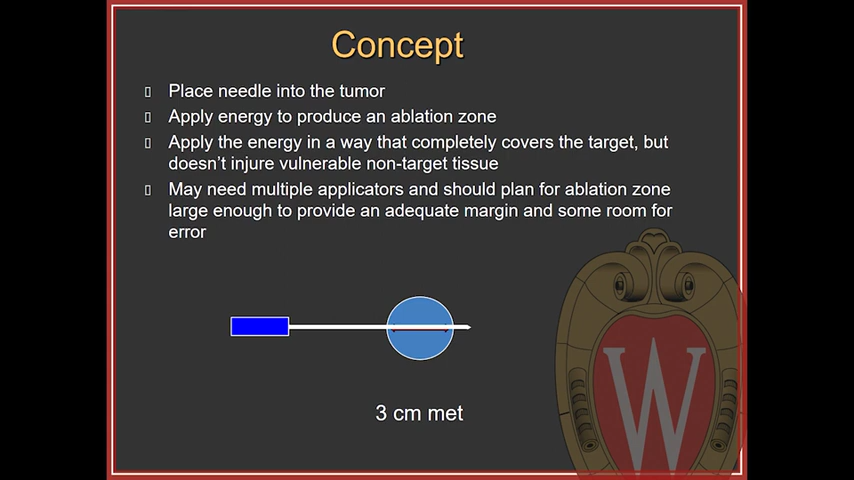 Concept
Place needle into the tumor
Apply energy to produce an ablation zone
Apply the energy in a way that completely covers the target, but
doesn't injure vulnerable non-target tissue
May need multiple applicators and should plan for ablation zone
large enough to provide an adequate margin and some room for
error
3 cm met
W